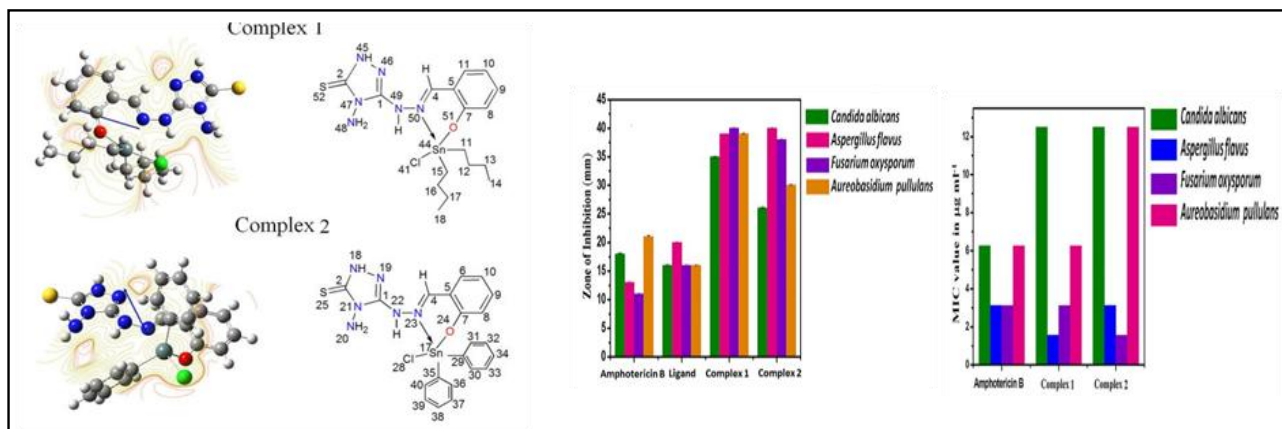 Complex 1
45
NH 46
2 N
S N
52 47 1
49
N N
H 50
NH₂
48
H 11
10
5
4 9
7 8
51
O
44
Sn 11
Cl 13
41 15 12
14
16 17
18
Complex 2
18
NH 19
2 N
S N
25 21 1
22
N N
H 23
NH₂
20
H 6
10
5
4 9
7 8
24
O
17
Sn 31 32
Cl 34
28 29 33
35 30
40 36
39 37
38
Zone of Inhibition (mm)
45
40
35
30
25
20
15
10
5
0
Amphotericin B Ligand Complex 1 Complex 2
Candida albicans
Aspergillus flavus
Fusarium oxysporum
Aureobasidium pullulans
MIC value in µg ml⁻¹
12
10
8
6
4
2
0
Amphotericin B Complex 1 Complex 2
Candida albicans
Aspergillus flavus
Fusarium oxysporum
Aureobasidium pullulans